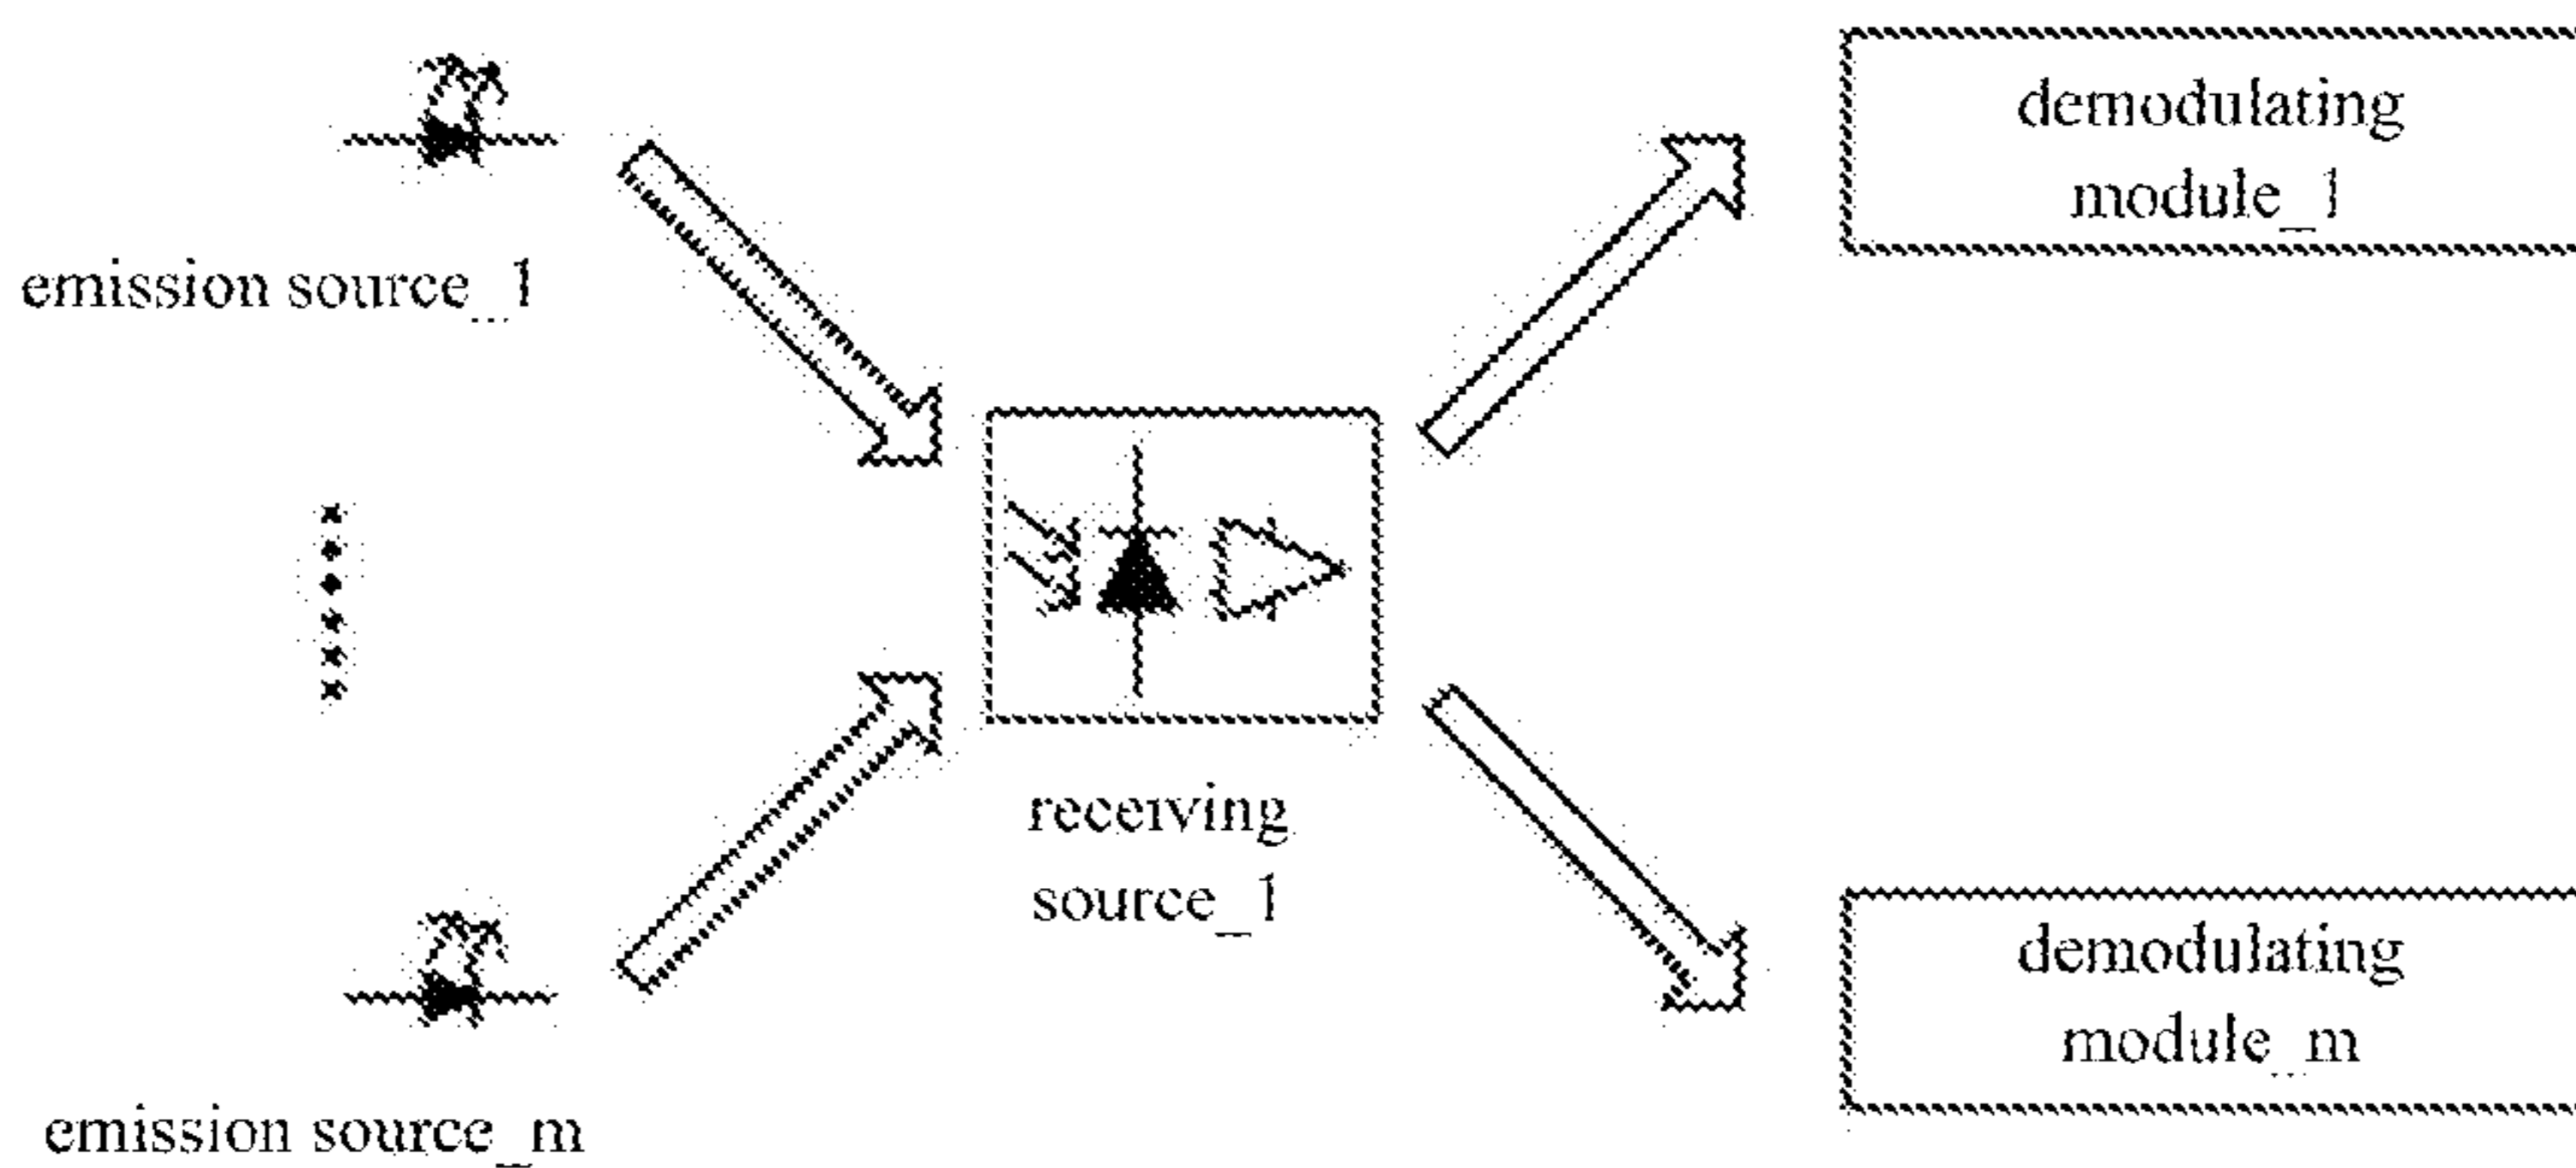 demodulating
module_1
emission source_1
receiving
source_1
demodulating
module_m
emission source_m